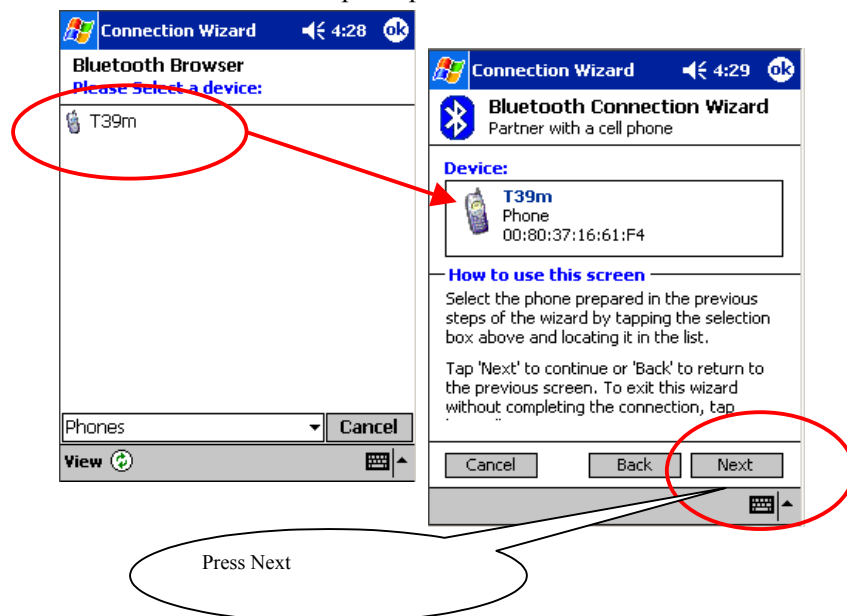 Connection Wizard 4:28 ok
Bluetooth Browser
Please Select a device:
T39m
Phones Cancel
View
Connection Wizard 4:29 ok
Bluetooth Connection Wizard
Partner with a cell phone
Device:
T39m
Phone
00:80:37:16:61:F4
How to use this screen
Select the phone prepared in the previous
steps of the wizard by tapping the selection
box above and locating it in the list.
Tap 'Next' to continue or 'Back' to return to
the previous screen. To exit this wizard
without completing the connection, tap
Cancel Back Next
Press Next